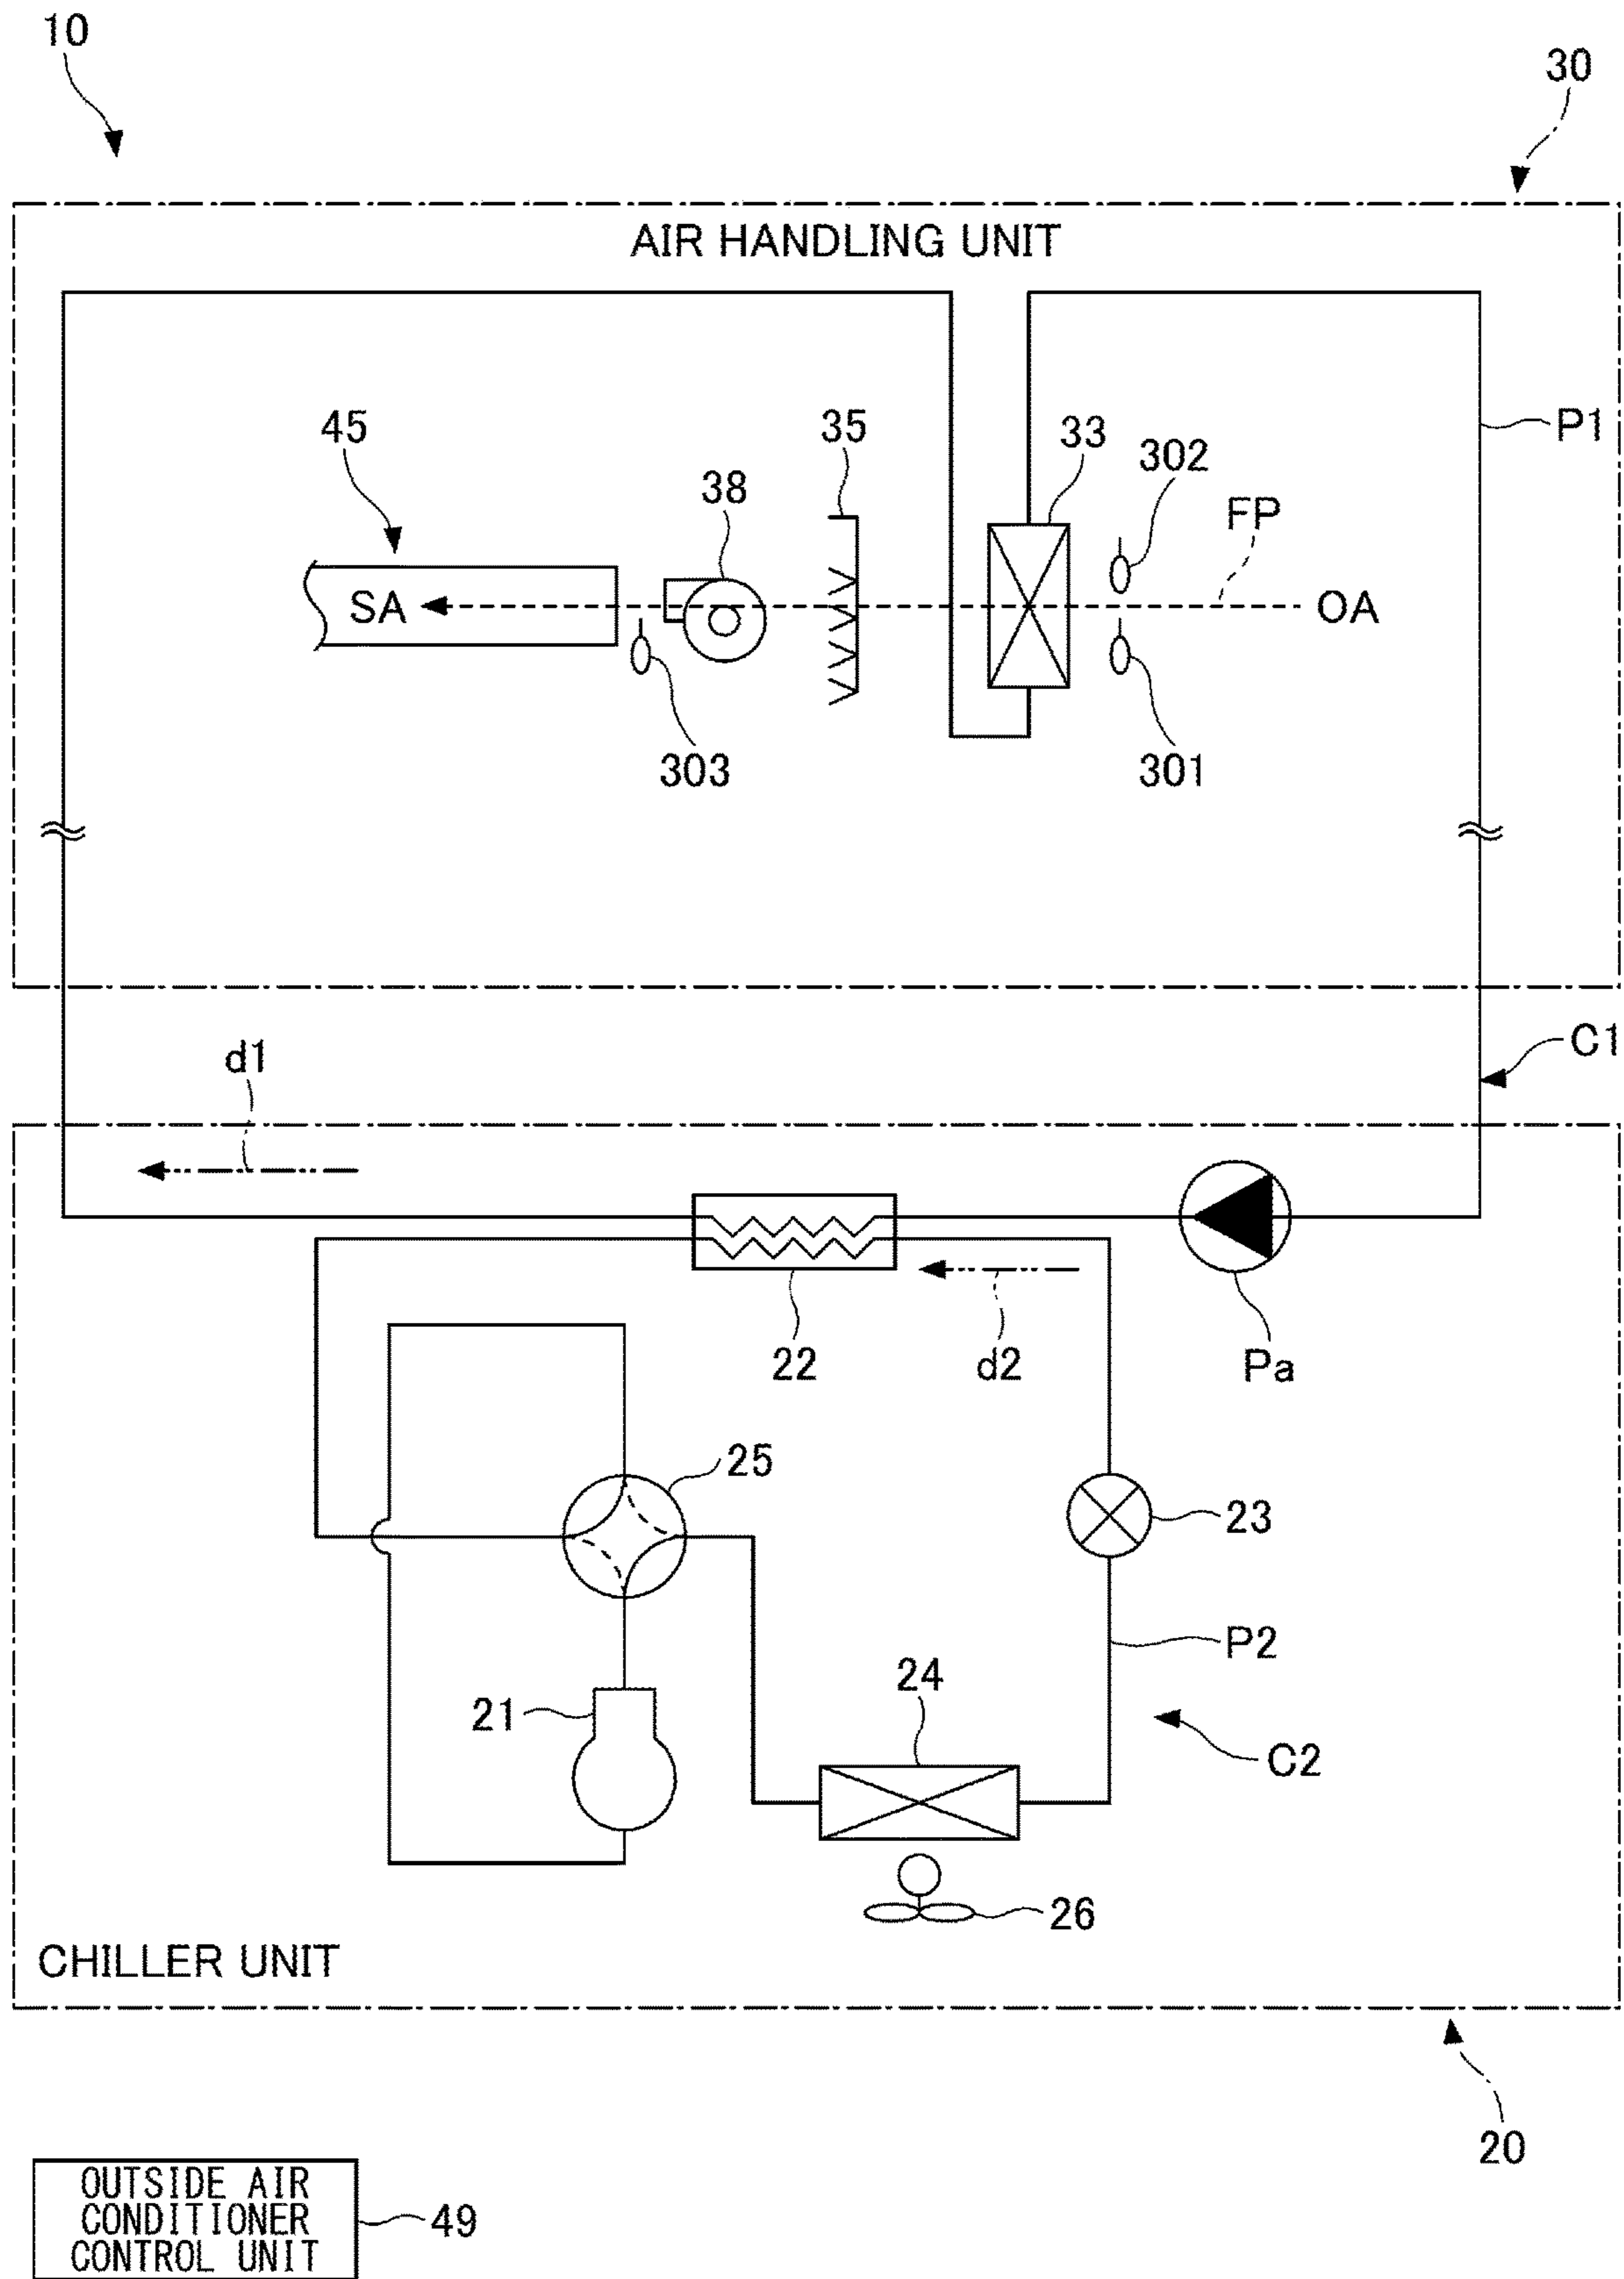 10
30
AIR HANDLING UNIT
45
35
33
302
P1
38
FP
SA
OA
303
301
C1
d1
22
d2
Pa
25
23
P2
24
21
C2
26
CHILLER UNIT
20
OUTSIDE AIR
CONDITIONER
CONTROL UNIT
49